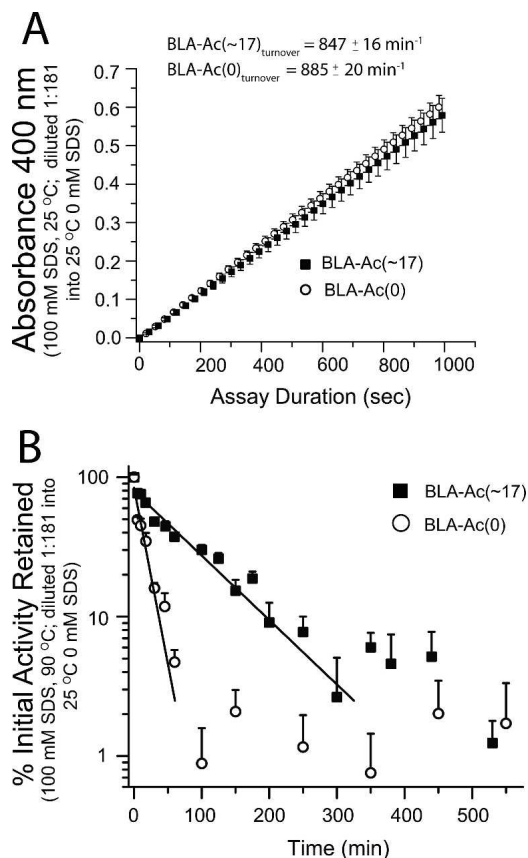 A
BLA-Ac(~17)turnover = 847 ± 16 min-1
BLA-Ac(0)turnover = 885 ± 20 min-1
Absorbance 400 nm
(100 mM SDS, 25 °C; diluted 1:181
into 25 °C 0 mM SDS)
0.7
0.6
0.5
0.4
0.3
0.2
0.1
0.0
BLA-Ac(~17)
BLA-Ac(0)
0 200 400 600 800 1000
Assay Duration (sec)
B
% Initial Activity Retained
(100 mM SDS, 90 °C; diluted 1:181 into
25 °C 0 mM SDS)
100
10
1
BLA-Ac(~17)
BLA-Ac(0)
0 100 200 300 400 500
Time (min)